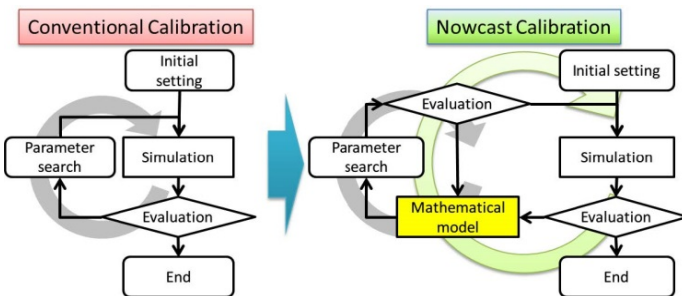 Conventional Calibration
Initial
setting
Parameter
search
Simulation
Evaluation
End
Nowcast Calibration
Initial setting
Evaluation
Parameter
search
Simulation
Mathematical
model
Evaluation
End